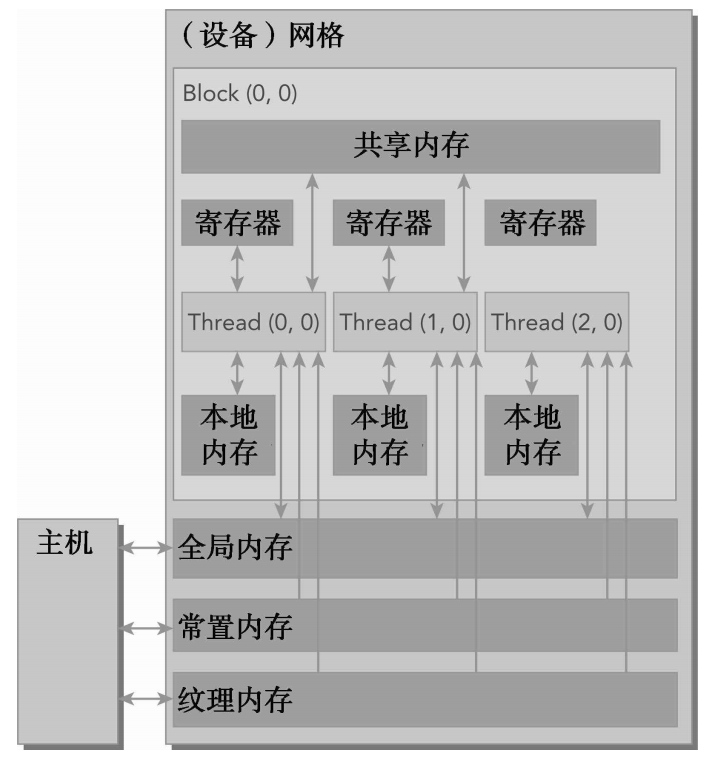 （设备）网格
Block (0, 0)
共享内存
寄存器
寄存器
寄存器
Thread (0, 0)
Thread (1, 0)
Thread (2, 0)
本地
内存
本地
内存
本地
内存
主机
全局内存
常置内存
纹理内存